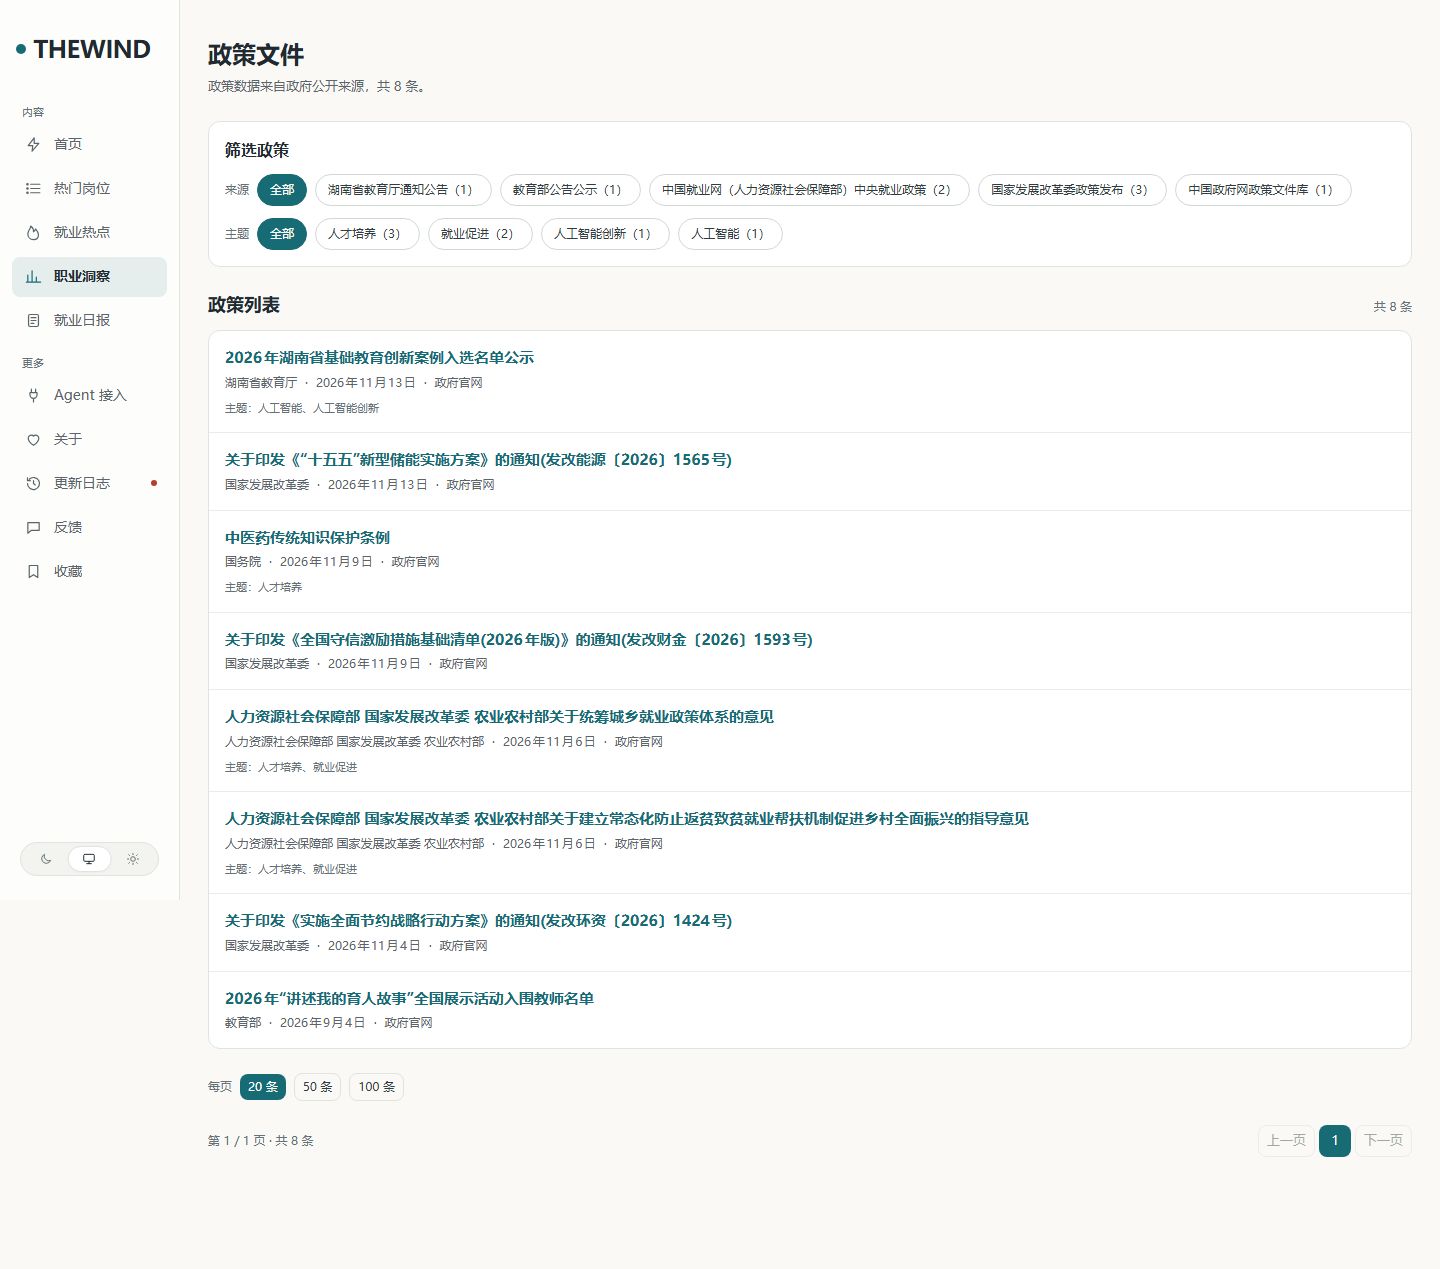 THEWIND
内容
首页
热门岗位
就业热点
职业洞察
就业日报
更多
Agent 接入
关于
更新日志
反馈
收藏
政策文件
政策数据来自政府公开来源，共 8 条。
筛选政策
来源 全部 湖南省教育厅通知公告（1） 教育部公告公示（1） 中国就业网（人力资源社会保障部）中央就业政策（2） 国家发展改革委政策发布（3） 中国政府网政策文件库（1）
主题 全部 人才培养（3） 就业促进（2） 人工智能创新（1） 人工智能（1）
政策列表 共 8 条
2026年湖南省基础教育创新案例入选名单公示
湖南省教育厅 · 2026年11月13日 · 政府官网
主题：人工智能、人工智能创新
关于印发《“十五五”新型储能实施方案》的通知(发改能源〔2026〕1565号)
国家发展改革委 · 2026年11月13日 · 政府官网
中医药传统知识保护条例
国务院 · 2026年11月9日 · 政府官网
主题：人才培养
关于印发《全国守信激励措施基础清单(2026年版)》的通知(发改财金〔2026〕1593号)
国家发展改革委 · 2026年11月9日 · 政府官网
人力资源社会保障部 国家发展改革委 农业农村部关于统筹城乡就业政策体系的意见
人力资源社会保障部 国家发展改革委 农业农村部 · 2026年11月6日 · 政府官网
主题：人才培养、就业促进
人力资源社会保障部 国家发展改革委 农业农村部关于建立常态化防止返贫致贫就业帮扶机制促进乡村全面振兴的指导意见
人力资源社会保障部 国家发展改革委 农业农村部 · 2026年11月6日 · 政府官网
主题：人才培养、就业促进
关于印发《实施全面节约战略行动方案》的通知(发改环资〔2026〕1424号)
国家发展改革委 · 2026年11月4日 · 政府官网
2026年“讲述我的育人故事”全国展示活动入围教师名单
教育部 · 2026年9月4日 · 政府官网
每页 20 条 50 条 100 条
第 1 / 1 页 · 共 8 条 上一页 1 下一页